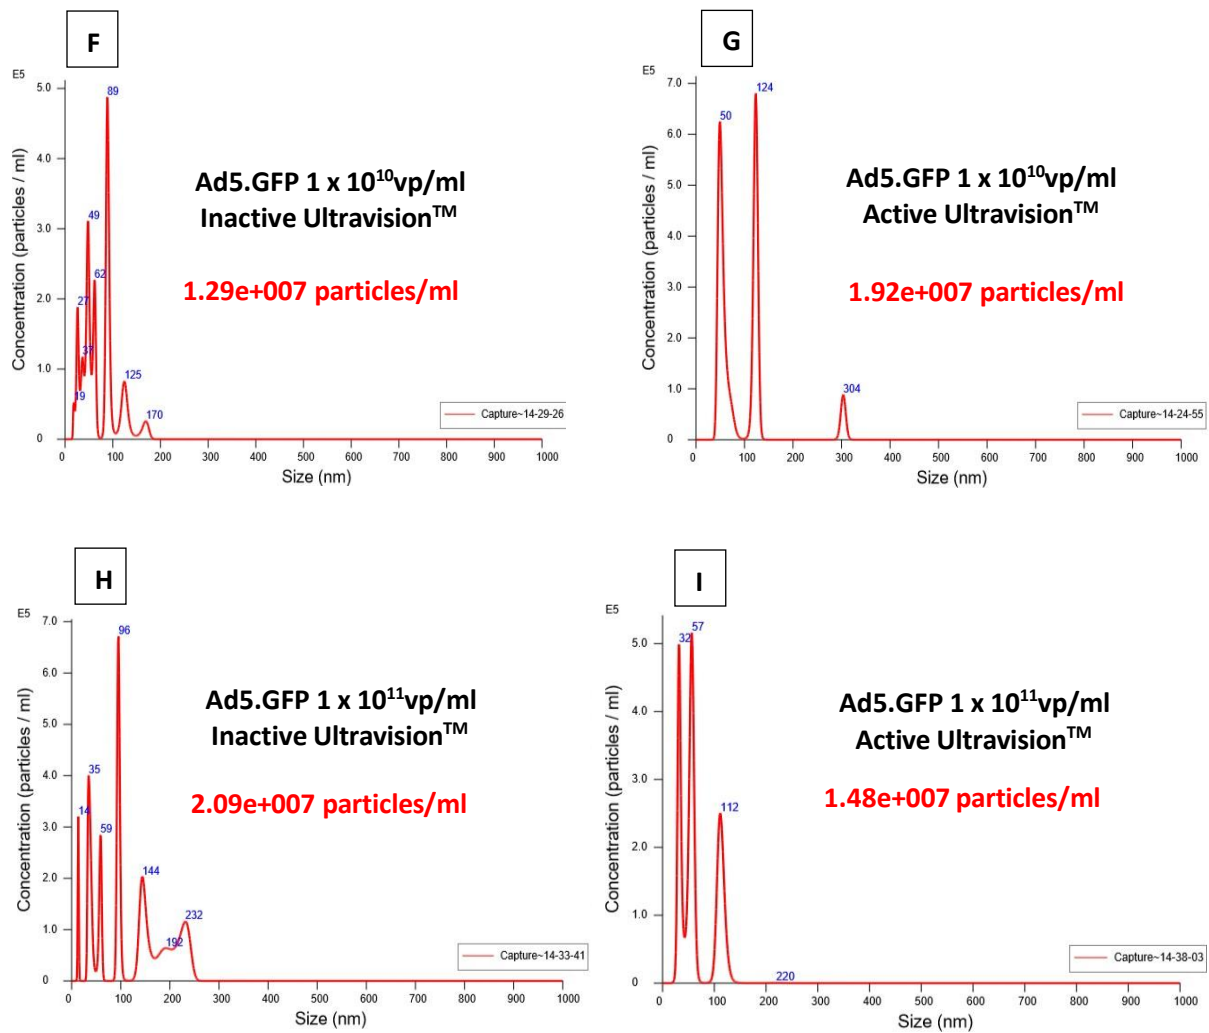 F
E5
5.0
4.0
3.0
2.0
1.0
0
Concentration (particles / ml)
89
49
62
27
37
19
125
170
Ad5.GFP 1 x 10¹⁰vp/ml
Inactive Ultravision™
1.29e+007 particles/ml
Capture~14-29-26
0 100 200 300 400 500 600 700 800 900 1000
Size (nm)
G
E5
7.0
6.0
5.0
4.0
3.0
2.0
1.0
0
Concentration (particles / ml)
124
50
304
Ad5.GFP 1 x 10¹⁰vp/ml
Active Ultravision™
1.92e+007 particles/ml
Capture~14-24-55
0 100 200 300 400 500 600 700 800 900 1000
Size (nm)
H
E5
7.0
6.0
5.0
4.0
3.0
2.0
1.0
0
Concentration (particles / ml)
96
35
14
59
144
192
232
Ad5.GFP 1 x 10¹¹vp/ml
Inactive Ultravision™
2.09e+007 particles/ml
Capture~14-33-41
0 100 200 300 400 500 600 700 800 900 1000
Size (nm)
I
E5
5.0
4.0
3.0
2.0
1.0
0
Concentration (particles / ml)
57
32
112
220
Ad5.GFP 1 x 10¹¹vp/ml
Active Ultravision™
1.48e+007 particles/ml
Capture~14-38-03
0 100 200 300 400 500 600 700 800 900 1000
Size (nm)